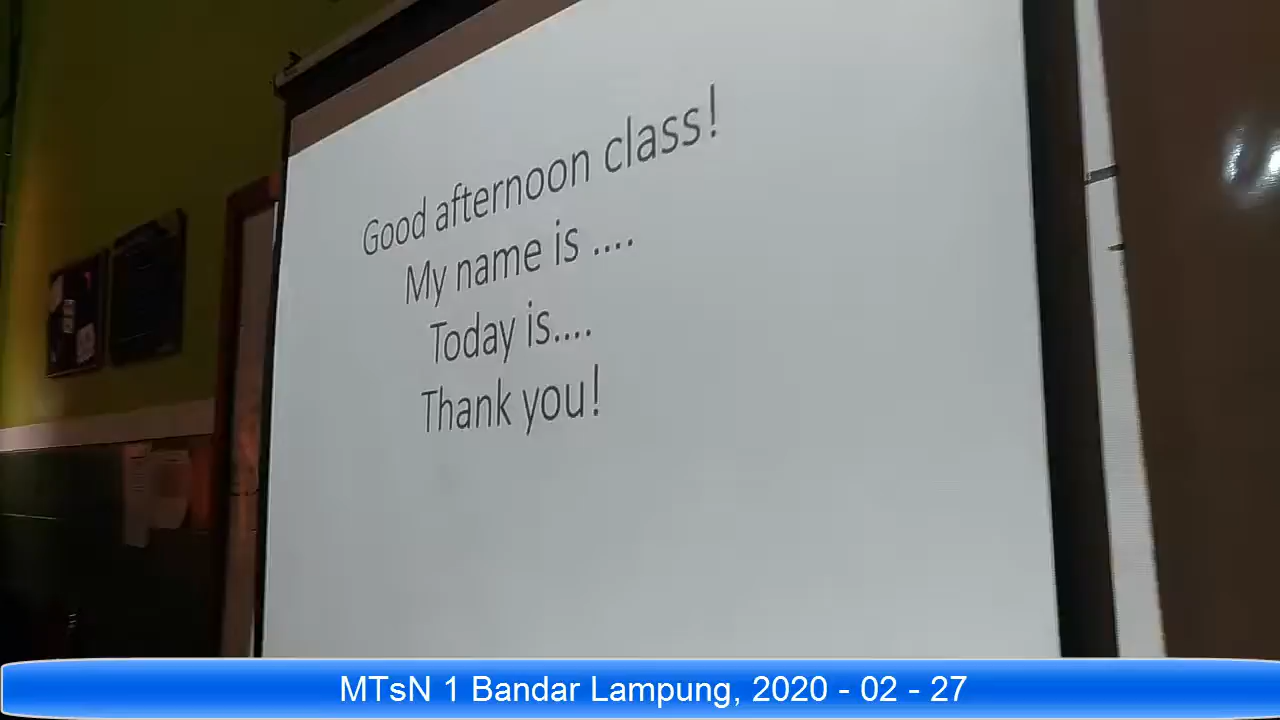 Good afternoon class!
My name is ....
Today is....
Thank you!
MTsN 1 Bandar Lampung, 2020 - 02 - 27